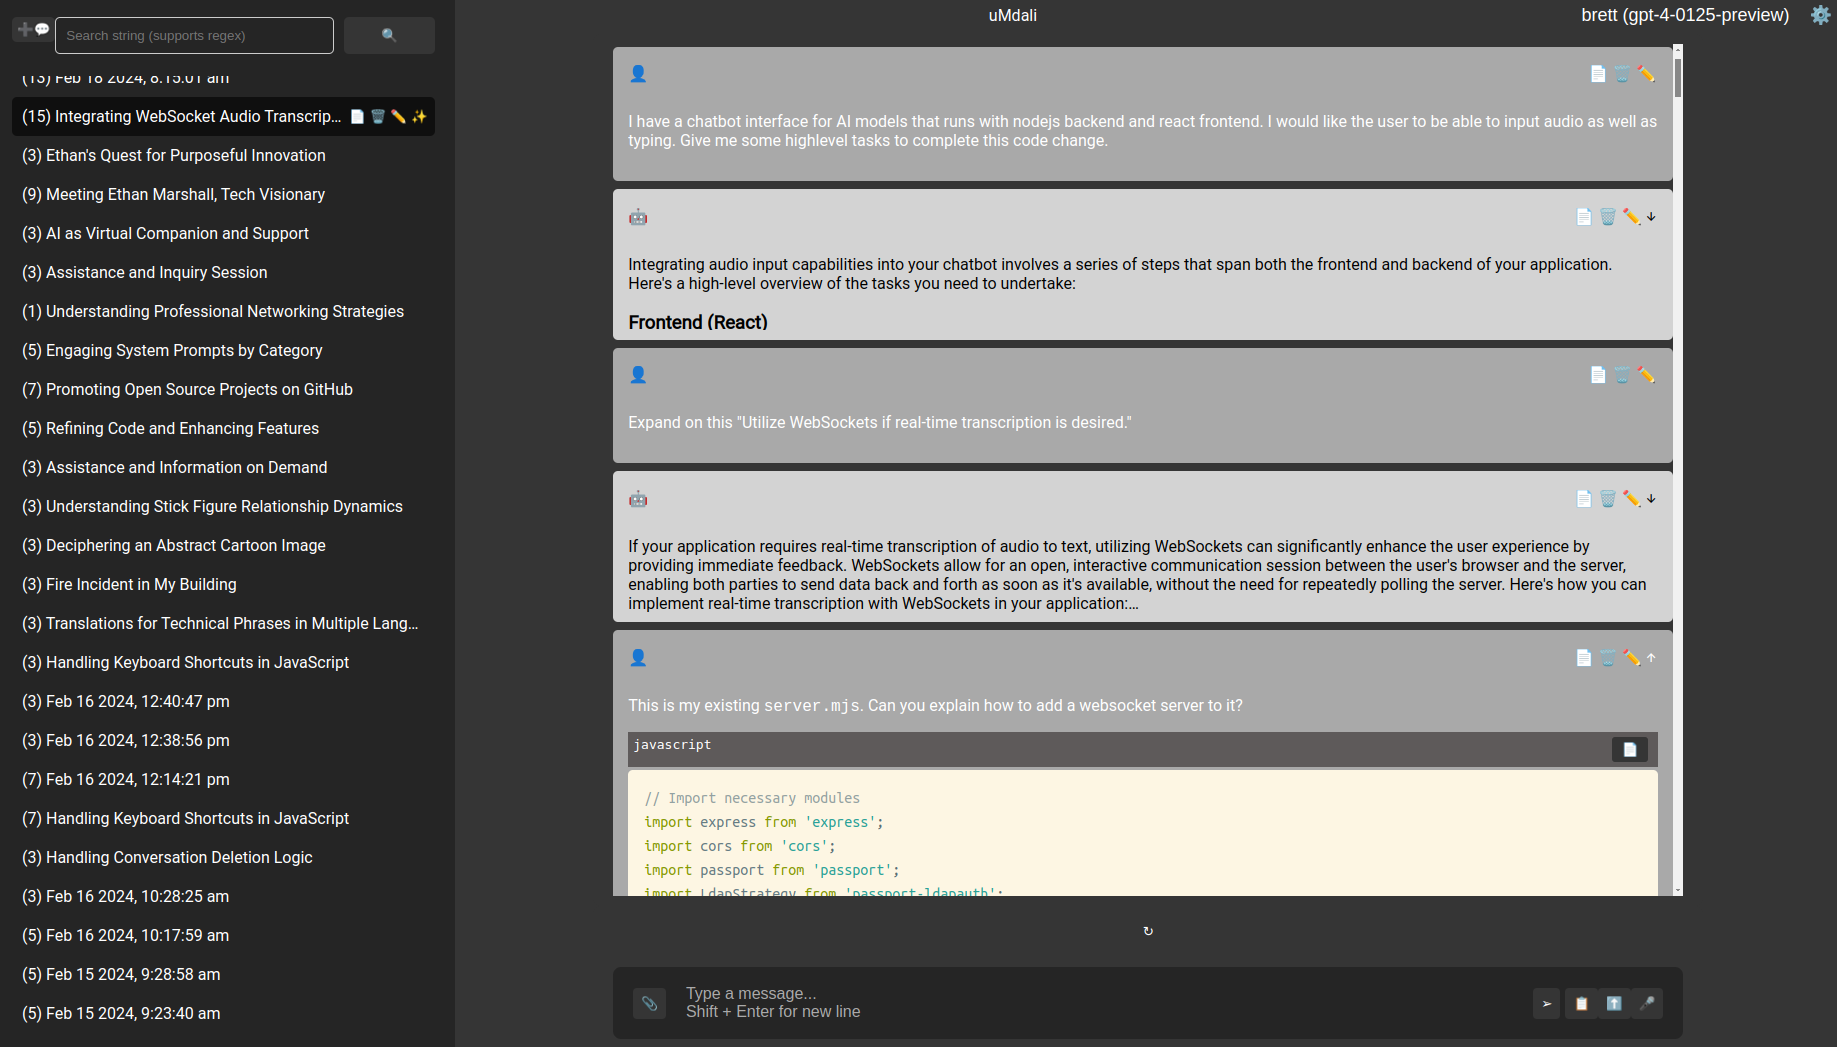 uMdali
brett (gpt-4-0125-preview)
Search string (supports regex)
(13) Feb 18 2024, 8:15:01 am
(15) Integrating WebSocket Audio Transcrip...
(3) Ethan's Quest for Purposeful Innovation
(9) Meeting Ethan Marshall, Tech Visionary
(3) AI as Virtual Companion and Support
(3) Assistance and Inquiry Session
(1) Understanding Professional Networking Strategies
(5) Engaging System Prompts by Category
(7) Promoting Open Source Projects on GitHub
(5) Refining Code and Enhancing Features
(3) Assistance and Information on Demand
(3) Understanding Stick Figure Relationship Dynamics
(3) Deciphering an Abstract Cartoon Image
(3) Fire Incident in My Building
(3) Translations for Technical Phrases in Multiple Lang...
(3) Handling Keyboard Shortcuts in JavaScript
(3) Feb 16 2024, 12:40:47 pm
(3) Feb 16 2024, 12:38:56 pm
(7) Feb 16 2024, 12:14:21 pm
(7) Handling Keyboard Shortcuts in JavaScript
(3) Handling Conversation Deletion Logic
(3) Feb 16 2024, 10:28:25 am
(5) Feb 16 2024, 10:17:59 am
(5) Feb 15 2024, 9:28:58 am
(5) Feb 15 2024, 9:23:40 am
I have a chatbot interface for AI models that runs with nodejs backend and react frontend. I would like the user to be able to input audio as well as
typing. Give me some highlevel tasks to complete this code change.
Integrating audio input capabilities into your chatbot involves a series of steps that span both the frontend and backend of your application.
Here's a high-level overview of the tasks you need to undertake:
Frontend (React)
Expand on this "Utilize WebSockets if real-time transcription is desired."
If your application requires real-time transcription of audio to text, utilizing WebSockets can significantly enhance the user experience by
providing immediate feedback. WebSockets allow for an open, interactive communication session between the user's browser and the server,
enabling both parties to send data back and forth as soon as it's available, without the need for repeatedly polling the server. Here's how you can
implement real-time transcription with WebSockets in your application:...
This is my existing server.mjs. Can you explain how to add a websocket server to it?
javascript
// Import necessary modules
import express from 'express';
import cors from 'cors';
import passport from 'passport';
import LdapStrategy from 'passport-ldapauth';
Type a message...
Shift + Enter for new line